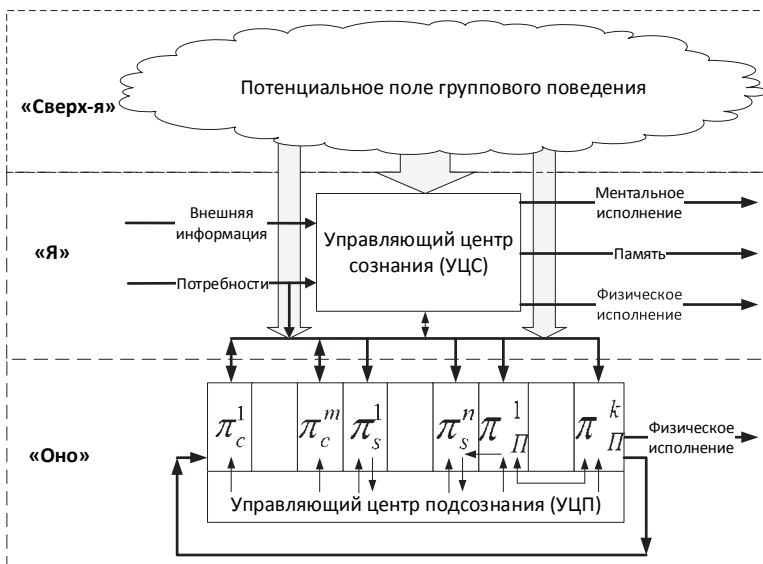 Потенциальное поле группового поведения
«Сверх-я»
Ментальное
исполнение
Внешняя
информация
Управляющий центр
сознания (УЦС)
«Я»
Память
Потребности
Физическое
исполнение
π_c^1 π_c^m π_s^1 π_s^n π_П^1 π_П^k
Физическое
исполнение
«Оно»
Управляющий центр подсознания (УЦП)